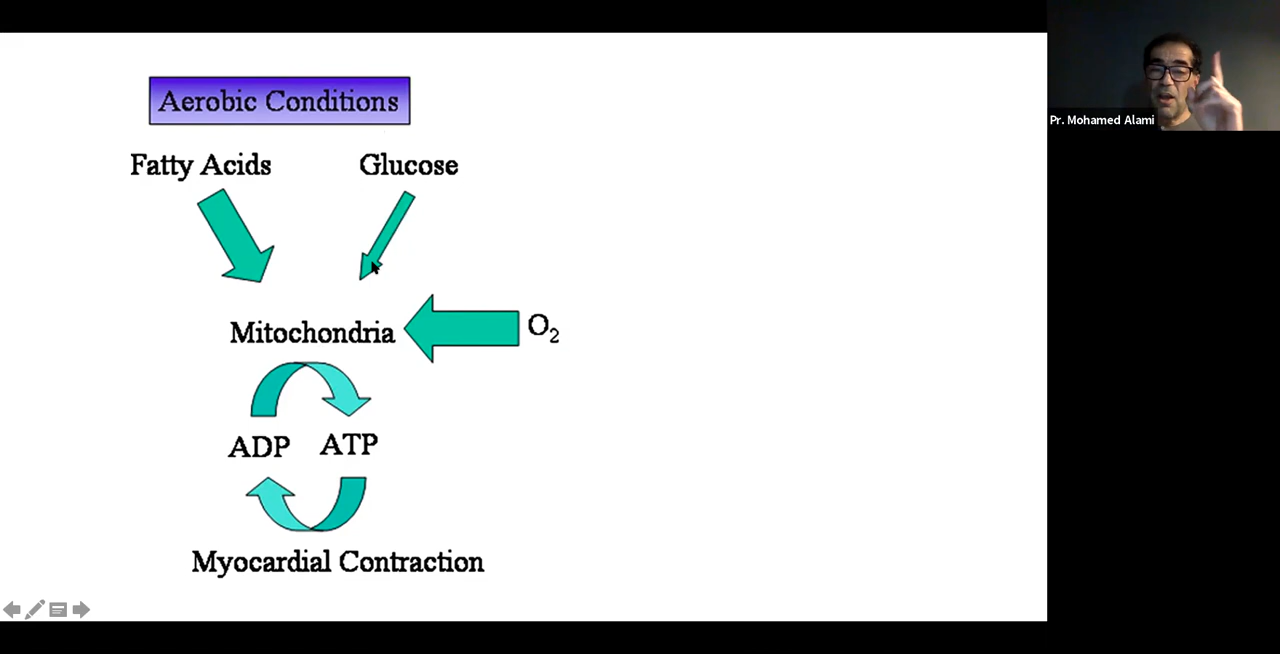 Aerobic Conditions
Fatty Acids
Glucose
Mitochondria
O₂
ADP
ATP
Myocardial Contraction
Pr. Mohamed Alami